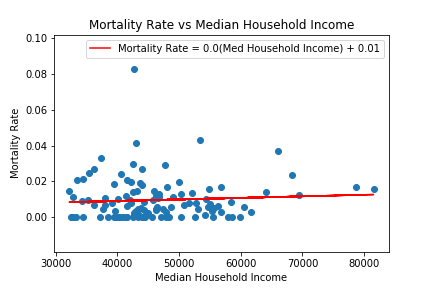 Mortality Rate vs Median Household Income
Mortality Rate = 0.0(Med Household Income) + 0.01
0.10
0.08
0.06
0.04
0.02
0.00
Mortality Rate
30000 40000 50000 60000 70000 80000
Median Household Income